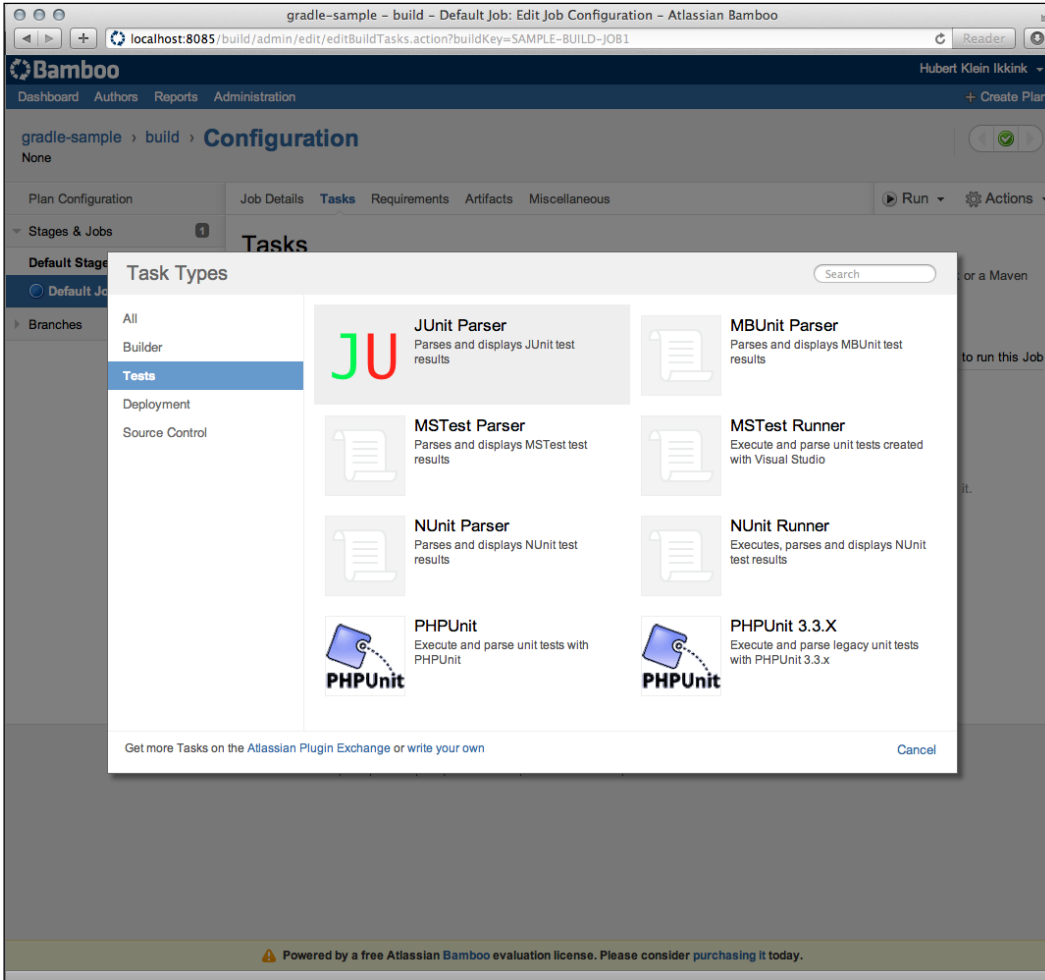 gradle-sample – build – Default Job: Edit Job Configuration – Atlassian Bamboo
localhost:8085/build/admin/edit/editBuildTasks.action?buildKey=SAMPLE-BUILD-JOB1
Reader
Bamboo
Hubert Klein Ikkink
Dashboard Authors Reports Administration
+ Create Plan
gradle-sample › build › Configuration
None
Plan Configuration
Job Details Tasks Requirements Artifacts Miscellaneous
Run
Actions
Stages & Jobs 1
Tasks
Default Stage
or a Maven
Default Jo
Branches
to run this Job
it.
Task Types
Search
All
Builder
Tests
Deployment
Source Control
JU
JUnit Parser
Parses and displays JUnit test
results
MBUnit Parser
Parses and displays MBUnit test
results
MSTest Parser
Parses and displays MSTest test
results
MSTest Runner
Execute and parse unit tests created
with Visual Studio
NUnit Parser
Parses and displays NUnit test
results
NUnit Runner
Executes, parses and displays NUnit
test results
PHPUnit
PHPUnit
Execute and parse unit tests with
PHPUnit
PHPUnit
PHPUnit 3.3.X
Execute and parse legacy unit tests
with PHPUnit 3.3.x
Get more Tasks on the Atlassian Plugin Exchange or write your own
Cancel
Powered by a free Atlassian Bamboo evaluation license. Please consider purchasing it today.